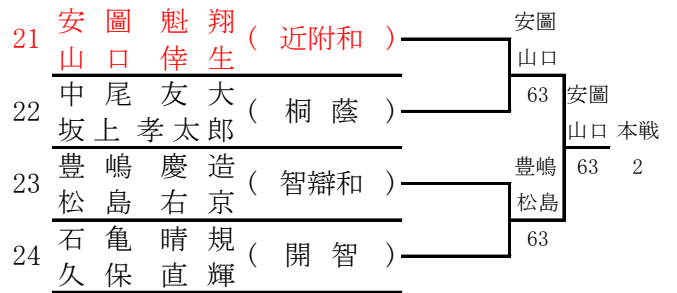 21 安圖魁翔 山口倖生 (近附和)
22 中尾友大 坂上孝太郎 (桐蔭)
23 豊嶋慶造 松島右京 (智辯和)
24 石亀晴規 久保直輝 (開智)
安圖
山口
63
豊嶋
松島
63
安圖
山口
63
本戦
2